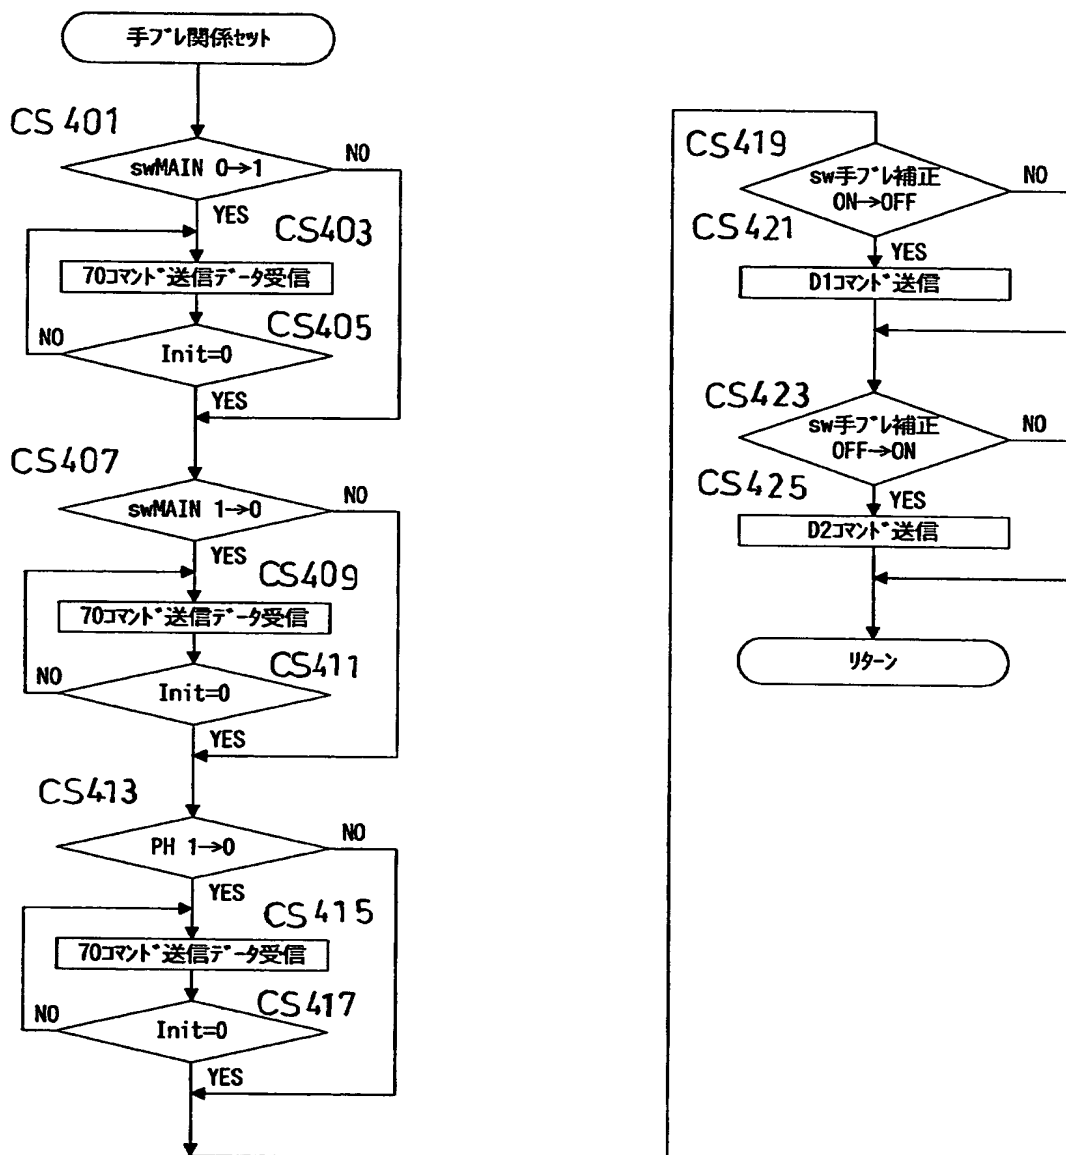 手ブレ関係セット
CS401
swMAIN 0→1
NO
YES
CS403
70コマンド送信データ受信
CS405
NO
Init=0
YES
CS407
swMAIN 1→0
NO
YES
CS409
70コマンド送信データ受信
CS411
NO
Init=0
YES
CS413
PH 1→0
NO
YES
CS415
70コマンド送信データ受信
CS417
NO
Init=0
YES
CS419
sw手ブレ補正
ON→OFF
NO
CS421
YES
D1コマンド送信
CS423
sw手ブレ補正
OFF→ON
NO
CS425
YES
D2コマンド送信
リターン